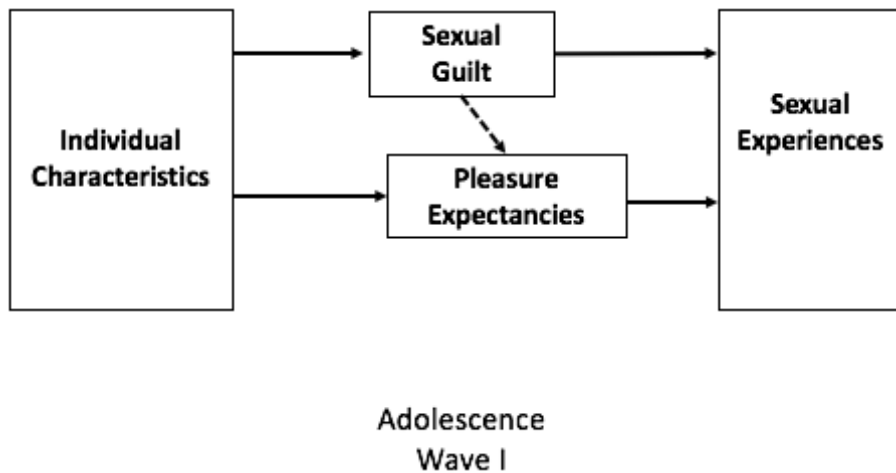 Sexual
Guilt
Individual
Characteristics
Sexual
Experiences
Pleasure
Expectancies
Adolescence
Wave I